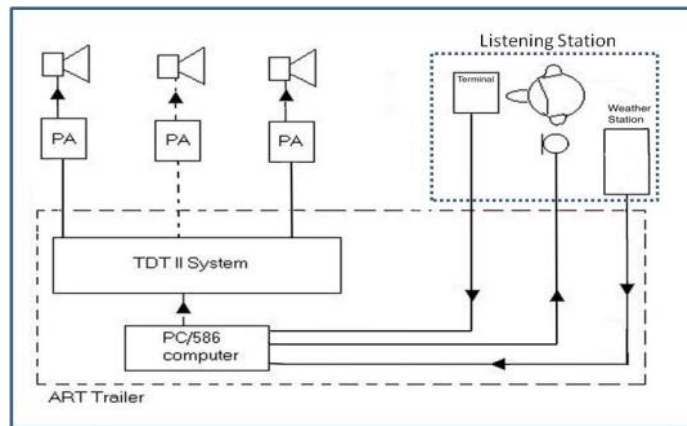 Listening Station
Terminal
Weather
Station
PA
PA
PA
TDT II System
PC/586
computer
ART Trailer